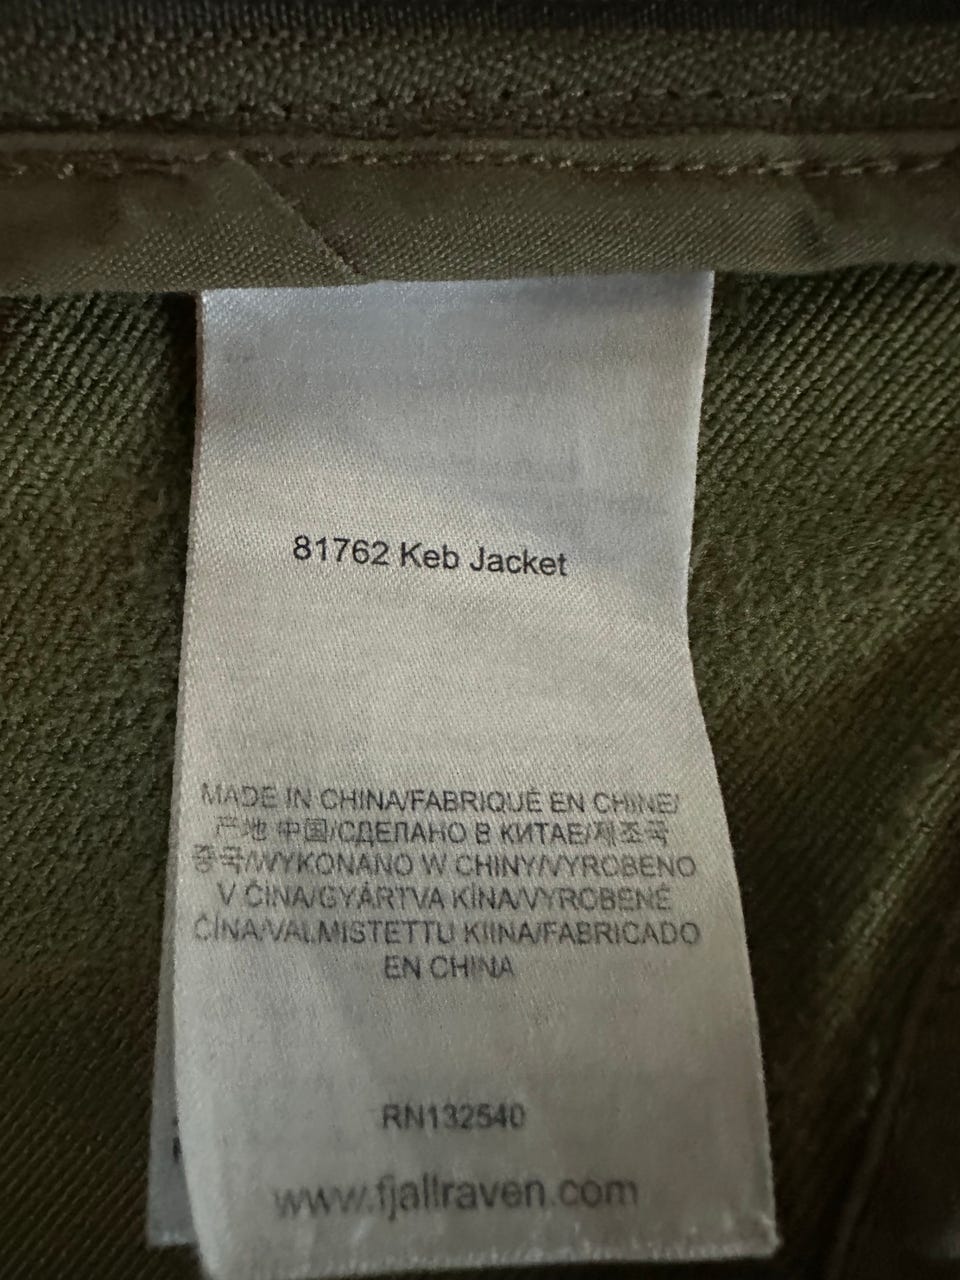 81762 Keb Jacket
MADE IN CHINA/FABRIQUÉ EN CHINE/
产地 中国/СДЕЛАНО В КИТАЕ/제조국
중국/WYKONANO W CHINY/VYROBENO
V ČÍNA/GYÁRTVA KÍNA/VYROBENÉ
ČÍNA/VALMISTETTU KIINA/FABRICADO
EN CHINA
RN132540
www.fjallraven.com